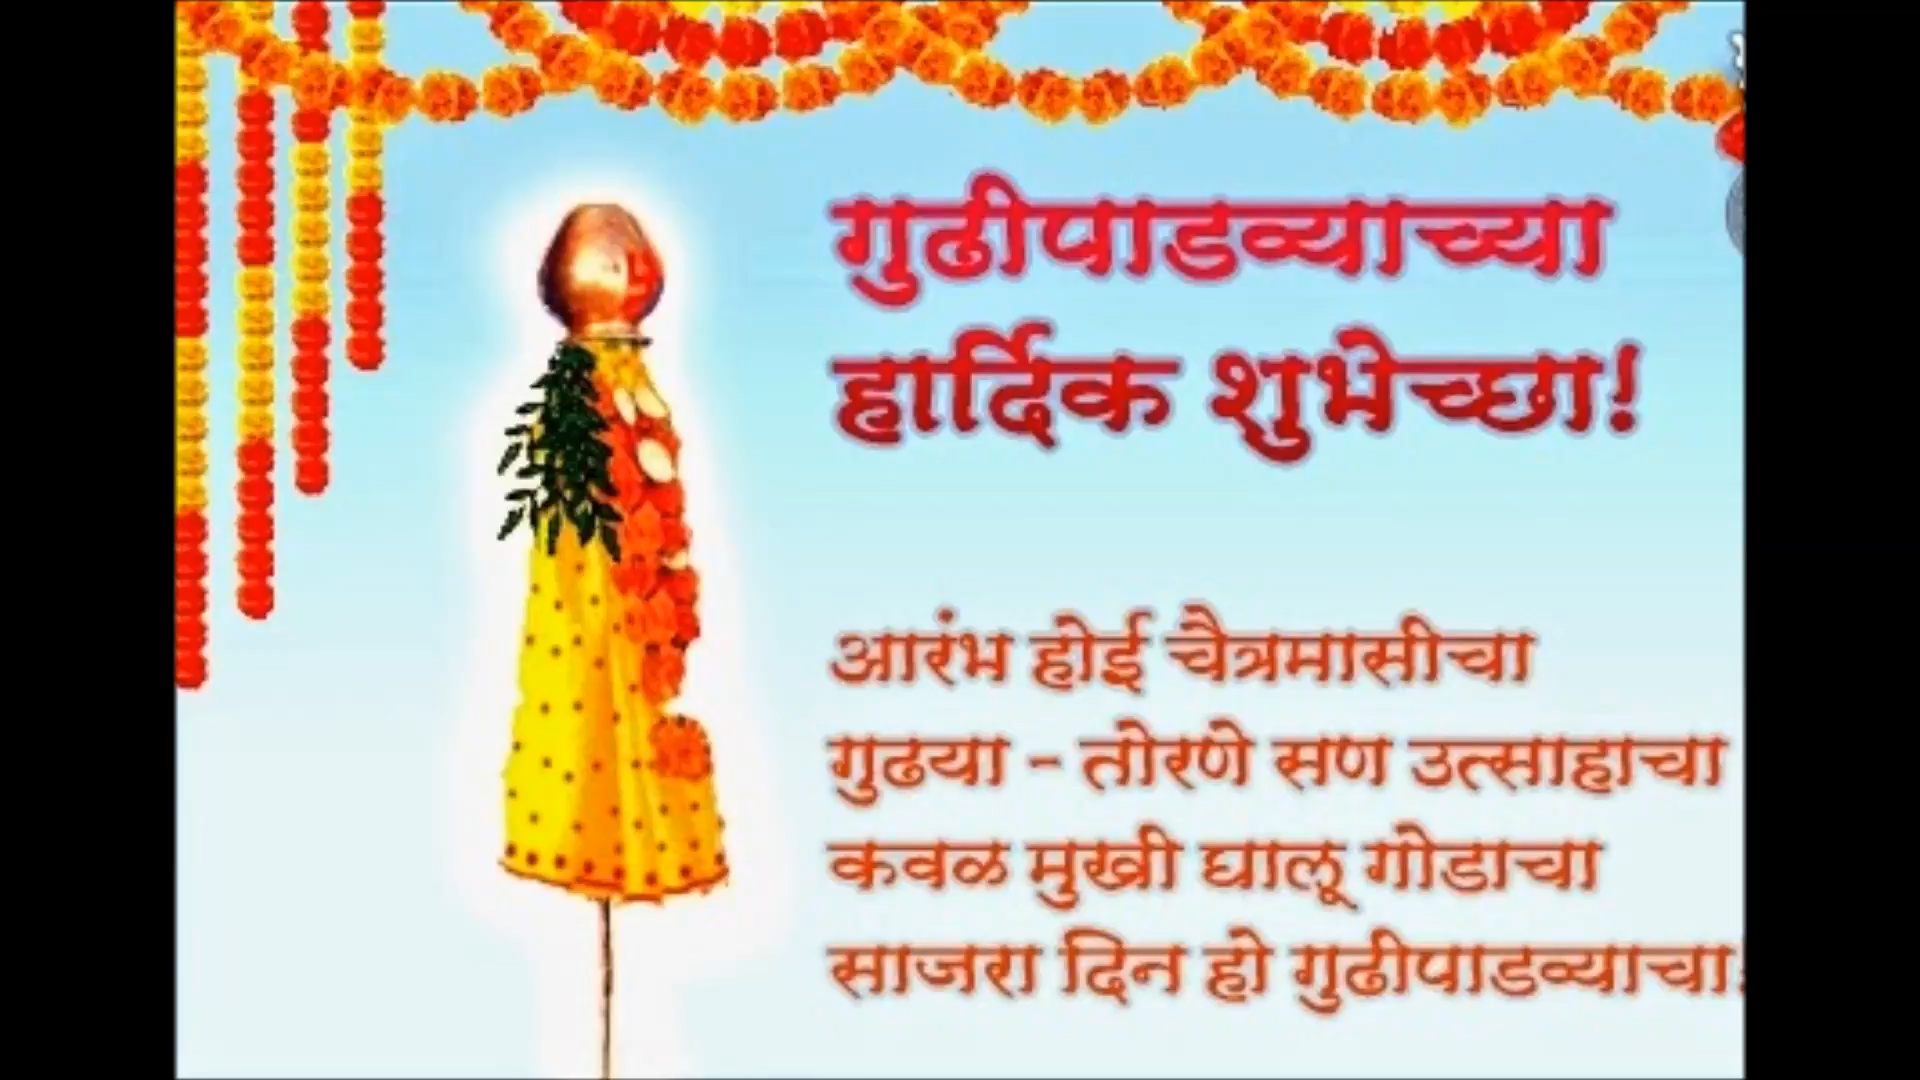 गुढीपाडव्याच्या
हार्दिक शुभेच्छा!
आरंभ होई चैत्रमासीचा
गुढया - तोरणे सण उत्साहाचा
कवळ मुखी घालू गोडाचा
साजरा दिन हो गुढीपाडव्याचा!